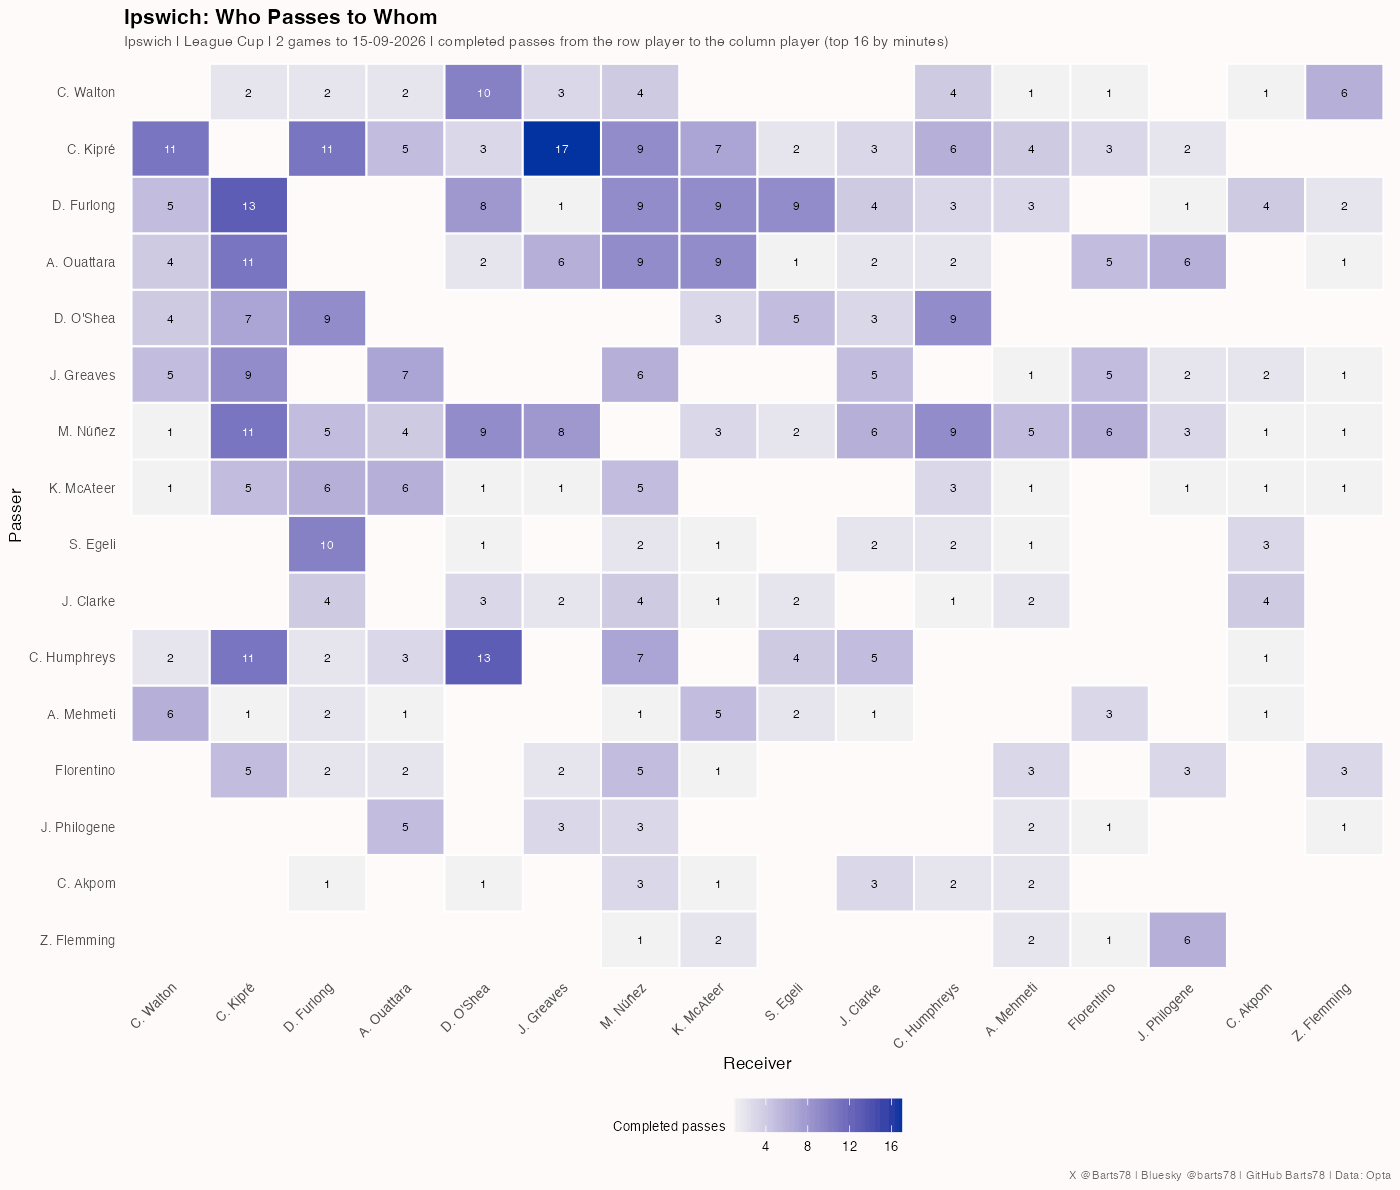 Ipswich: Who Passes to Whom
Ipswich | League Cup | 2 games to 15-09-2026 | completed passes from the row player to the column player (top 16 by minutes)
C. Walton 2 2 2 10 3 4 4 1 1 1 6
C. Kipré 11 11 5 3 17 9 7 2 3 6 4 3 2
D. Furlong 5 13 8 1 9 9 9 4 3 3 1 4 2
A. Ouattara 4 11 2 6 9 9 1 2 2 5 6 1
D. O'Shea 4 7 9 3 5 3 9
J. Greaves 5 9 7 6 5 1 5 2 2 1
M. Núñez 1 11 5 4 9 8 3 2 6 9 5 6 3 1 1
K. McAteer 1 5 6 6 1 1 5 3 1 1 1 1
S. Egeli 10 1 2 1 2 2 1 3
J. Clarke 4 3 2 4 1 2 1 2 4
C. Humphreys 2 11 2 3 13 7 4 5 1
A. Mehmeti 6 1 2 1 1 5 2 1 3 1
Florentino 5 2 2 2 5 1 3 3 3
J. Philogene 5 3 3 2 1 1
C. Akpom 1 1 3 1 3 2 2
Z. Flemming 1 2 2 1 6
Passer
C. Walton C. Kipré D. Furlong A. Ouattara D. O'Shea J. Greaves M. Núñez K. McAteer S. Egeli J. Clarke C. Humphreys A. Mehmeti Florentino J. Philogene C. Akpom Z. Flemming
Receiver
Completed passes
4 8 12 16
X @Barts78 | Bluesky @barts78 | GitHub Barts78 | Data: Opta